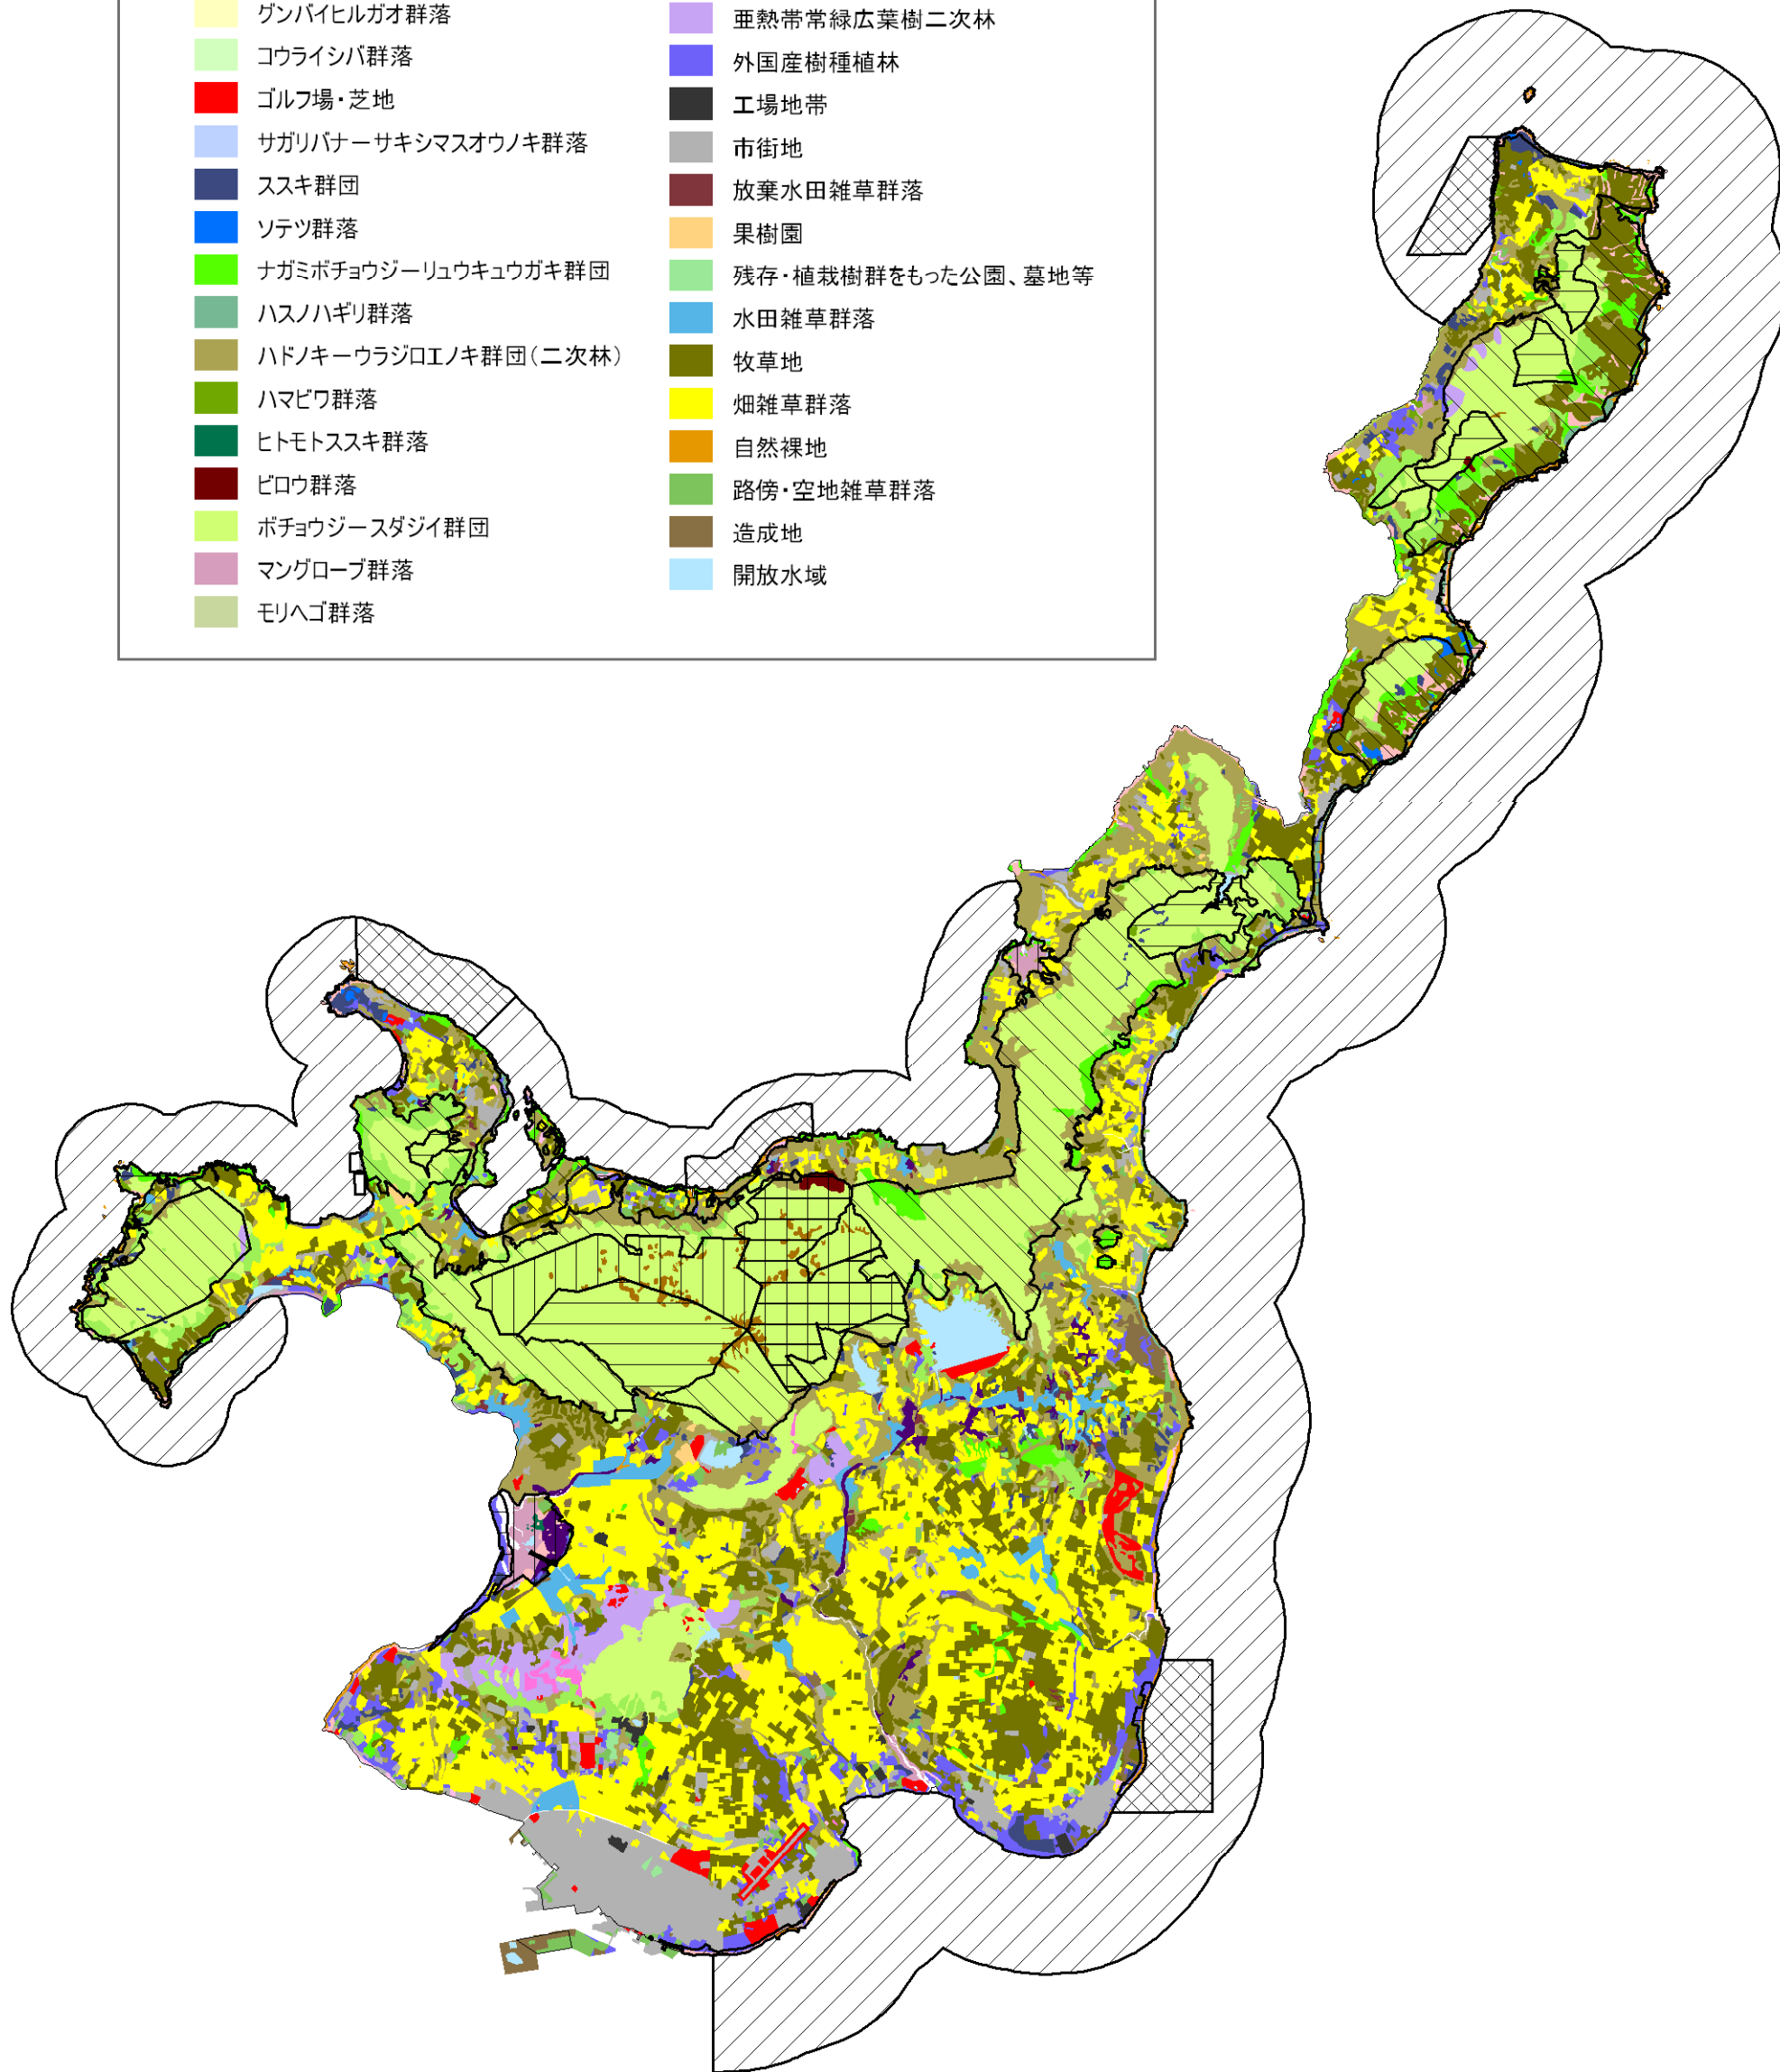 グンバイヒルガオ群落
コウライシバ群落
ゴルフ場・芝地
サガリバナーサキシマスオウノキ群落
ススキ群団
ソテツ群落
ナガミボチョウジーリュウキュウガキ群団
ハスノハギリ群落
ハドノキーウラジロエノキ群団（二次林）
ハマビワ群落
ヒトモトススキ群落
ビロウ群落
ボチョウジースダジイ群団
マングローブ群落
モリヘゴ群落
亜熱帯常緑広葉樹二次林
外国産樹種植林
工場地帯
市街地
放棄水田雑草群落
果樹園
残存・植栽樹群をもった公園、墓地等
水田雑草群落
牧草地
畑雑草群落
自然裸地
路傍・空地雑草群落
造成地
開放水域